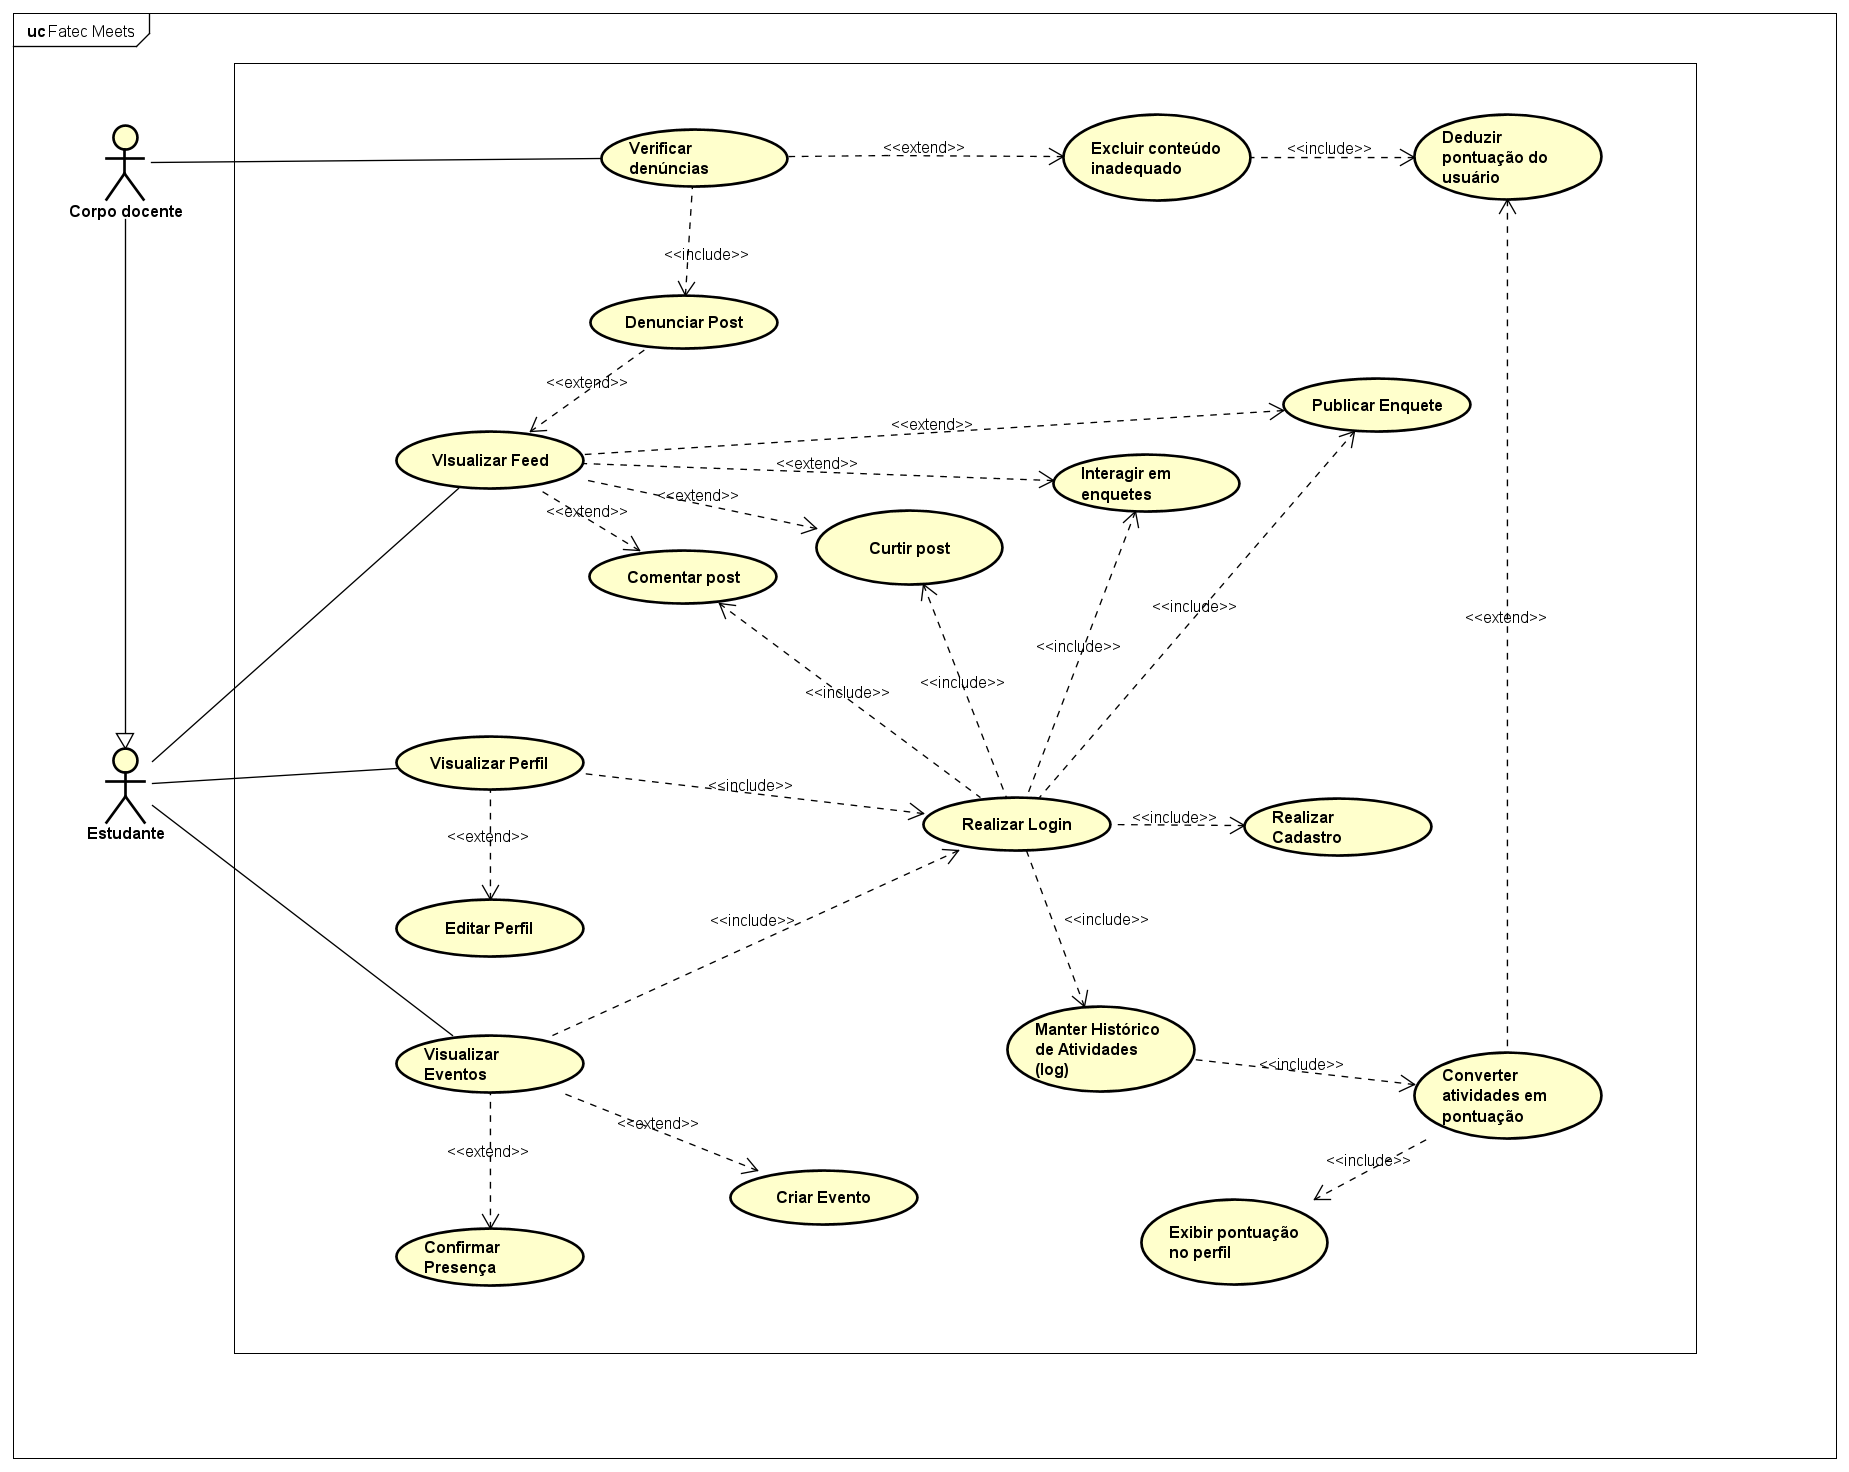 uc Fatec Meets
Corpo docente
Verificar
denúncias
<<extend>>
Excluir conteúdo
inadequado
<<include>>
Deduzir
pontuação do
usuário
<<include>>
Denunciar Post
<<extend>>
VIsualizar Feed
<<extend>>
Publicar Enquete
<<extend>>
Interagir em
enquetes
<<extend>>
<<extend>>
Curtir post
Comentar post
<<include>>
<<include>>
<<include>>
<<include>>
<<extend>>
Estudante
Visualizar Perfil
<<include>>
Realizar Login
<<include>>
Realizar
Cadastro
<<extend>>
Editar Perfil
<<include>>
<<include>>
Manter Histórico
de Atividades
(log)
<<include>>
Converter
atividades em
pontuação
Visualizar
Eventos
<<extend>>
<<extend>>
Criar Evento
Confirmar
Presença
<<include>>
Exibir pontuação
no perfil